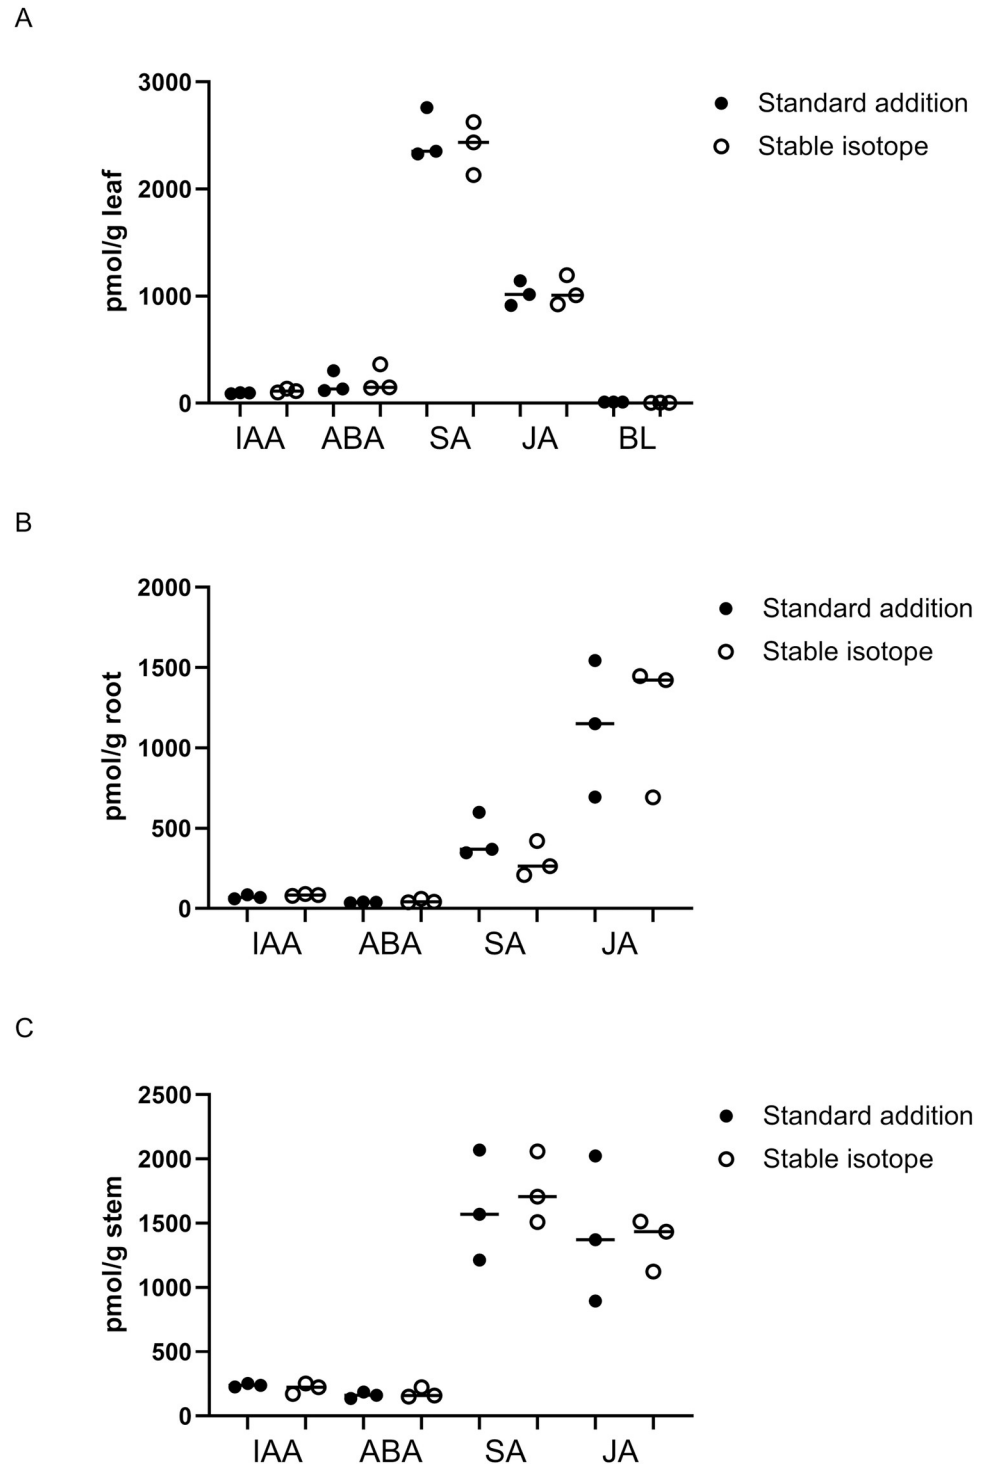 A
3000
2000
1000
0
pmol/g leaf
IAA ABA SA JA BL
Standard addition
Stable isotope
B
2000
1500
1000
500
0
pmol/g root
IAA ABA SA JA
Standard addition
Stable isotope
C
2500
2000
1500
1000
500
0
pmol/g stem
IAA ABA SA JA
Standard addition
Stable isotope